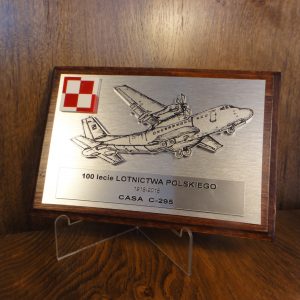 100 lecie LOTNICTWA POLSKIEGO
1918-2018
CASA C-295